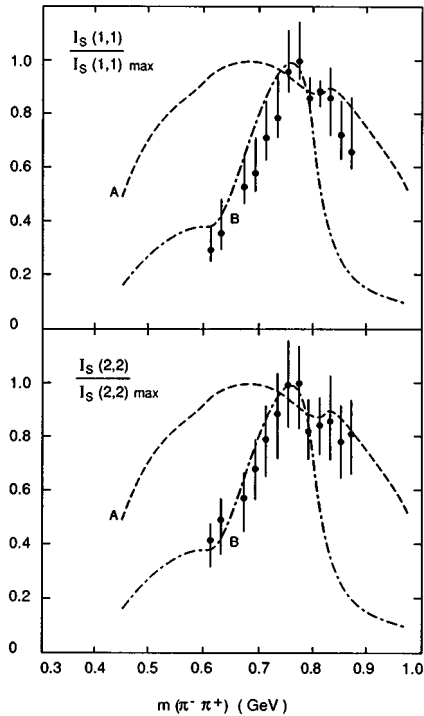 I_S (1,1)
I_S (1,1) max
1.0
0.8
0.6
0.4
0.2
0
A
B
I_S (2,2)
I_S (2,2) max
1.0
0.8
0.6
0.4
0.2
0
A
B
0.3 0.4 0.5 0.6 0.7 0.8 0.9 1.0
m (π⁻ π⁺) (GeV)